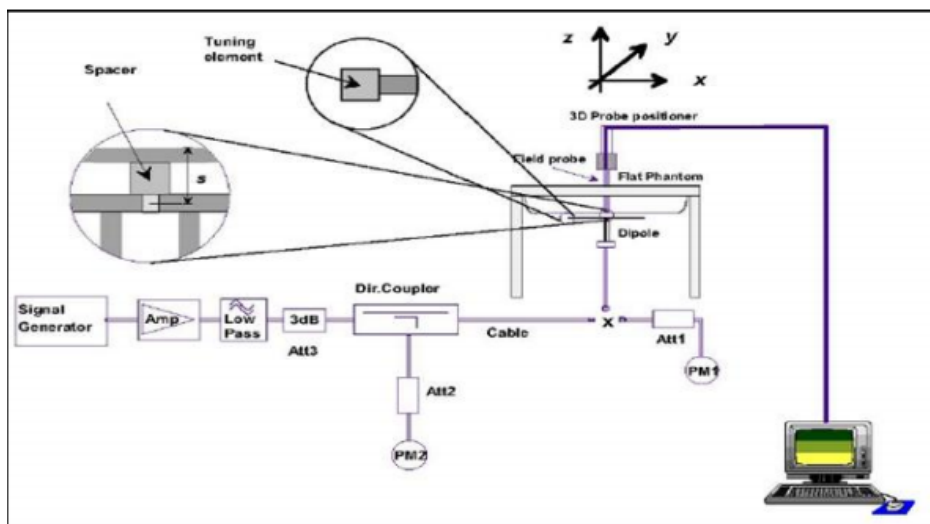 Tuning
element
Spacer
s
z
y
x
3D Probe positioner
Field probe
Flat Phantom
Dipole
Signal
Generator
Amp
Low
Pass
3dB
Att3
Dir.Coupler
Cable
X
Att1
PM1
Att2
PM2